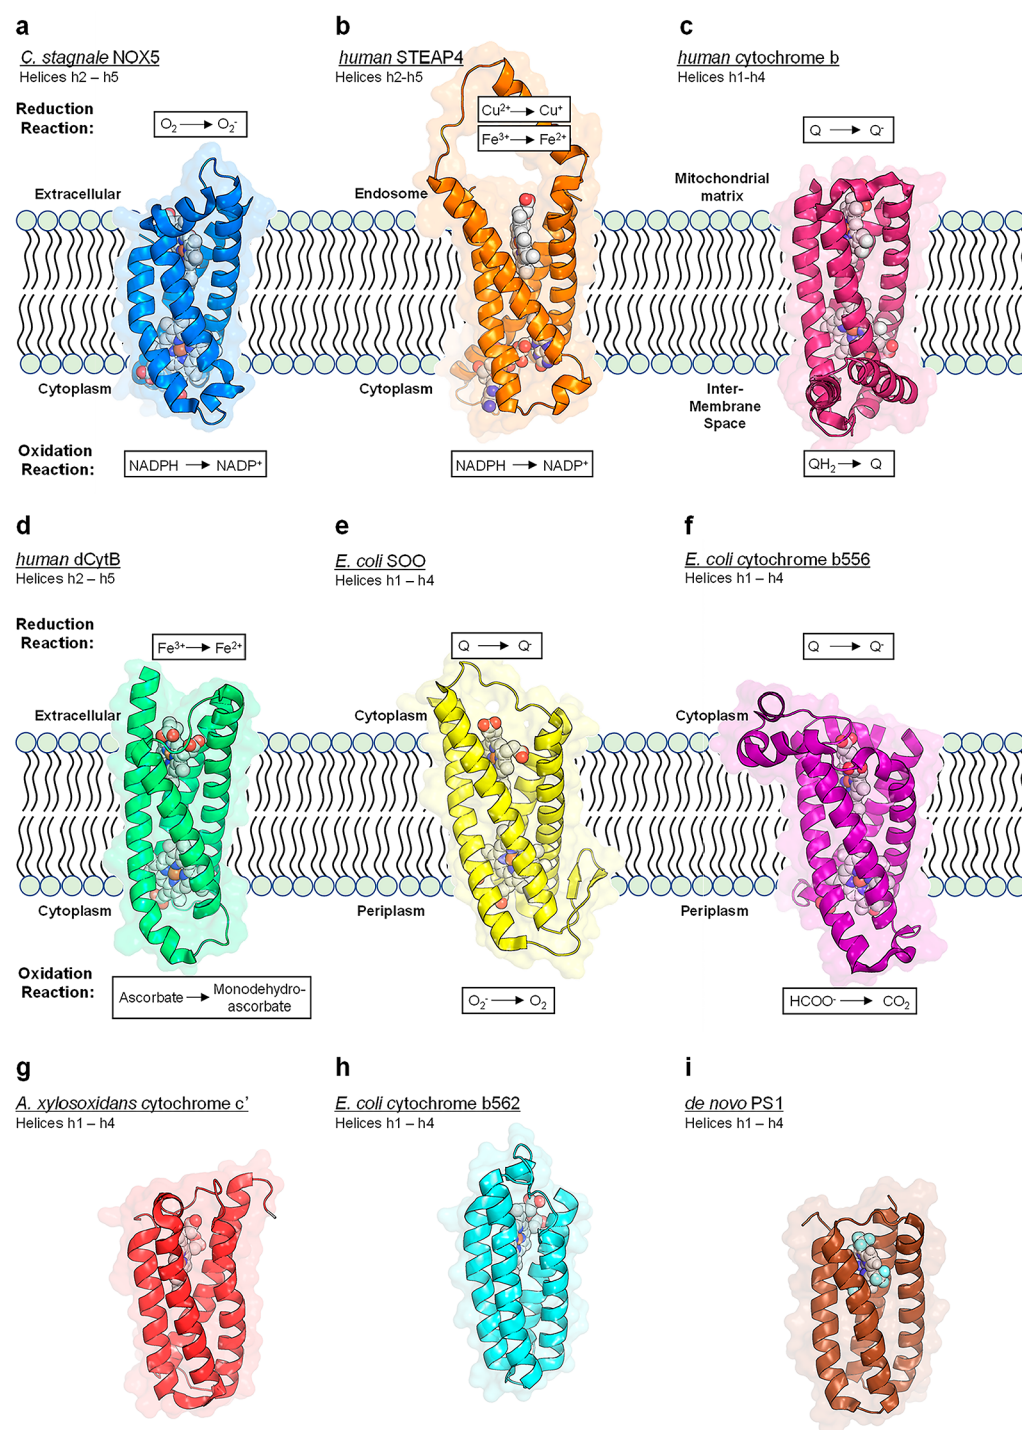 a
C. stagnale NOX5
Helices h2 – h5
Reduction
Reaction:
O2 → O2-
Extracellular
Cytoplasm
Oxidation
Reaction:
NADPH → NADP+
b
human STEAP4
Helices h2-h5
Cu2+ → Cu+
Fe3+ → Fe2+
Endosome
Cytoplasm
NADPH → NADP+
c
human cytochrome b
Helices h1-h4
Q → Q-
Mitochondrial
matrix
Inter-
Membrane
Space
QH2 → Q
d
human dCytB
Helices h2 – h5
Reduction
Reaction:
Fe3+ → Fe2+
Extracellular
Cytoplasm
Oxidation
Reaction:
Ascorbate → Monodehydro-
ascorbate
e
E. coli SOO
Helices h1 – h4
Q → Q-
Cytoplasm
Periplasm
O2- → O2
f
E. coli cytochrome b556
Helices h1 – h4
Q → Q-
Cytoplasm
Periplasm
HCOO- → CO2
g
A. xylosoxidans cytochrome c’
Helices h1 – h4
h
E. coli cytochrome b562
Helices h1 – h4
i
de novo PS1
Helices h1 – h4